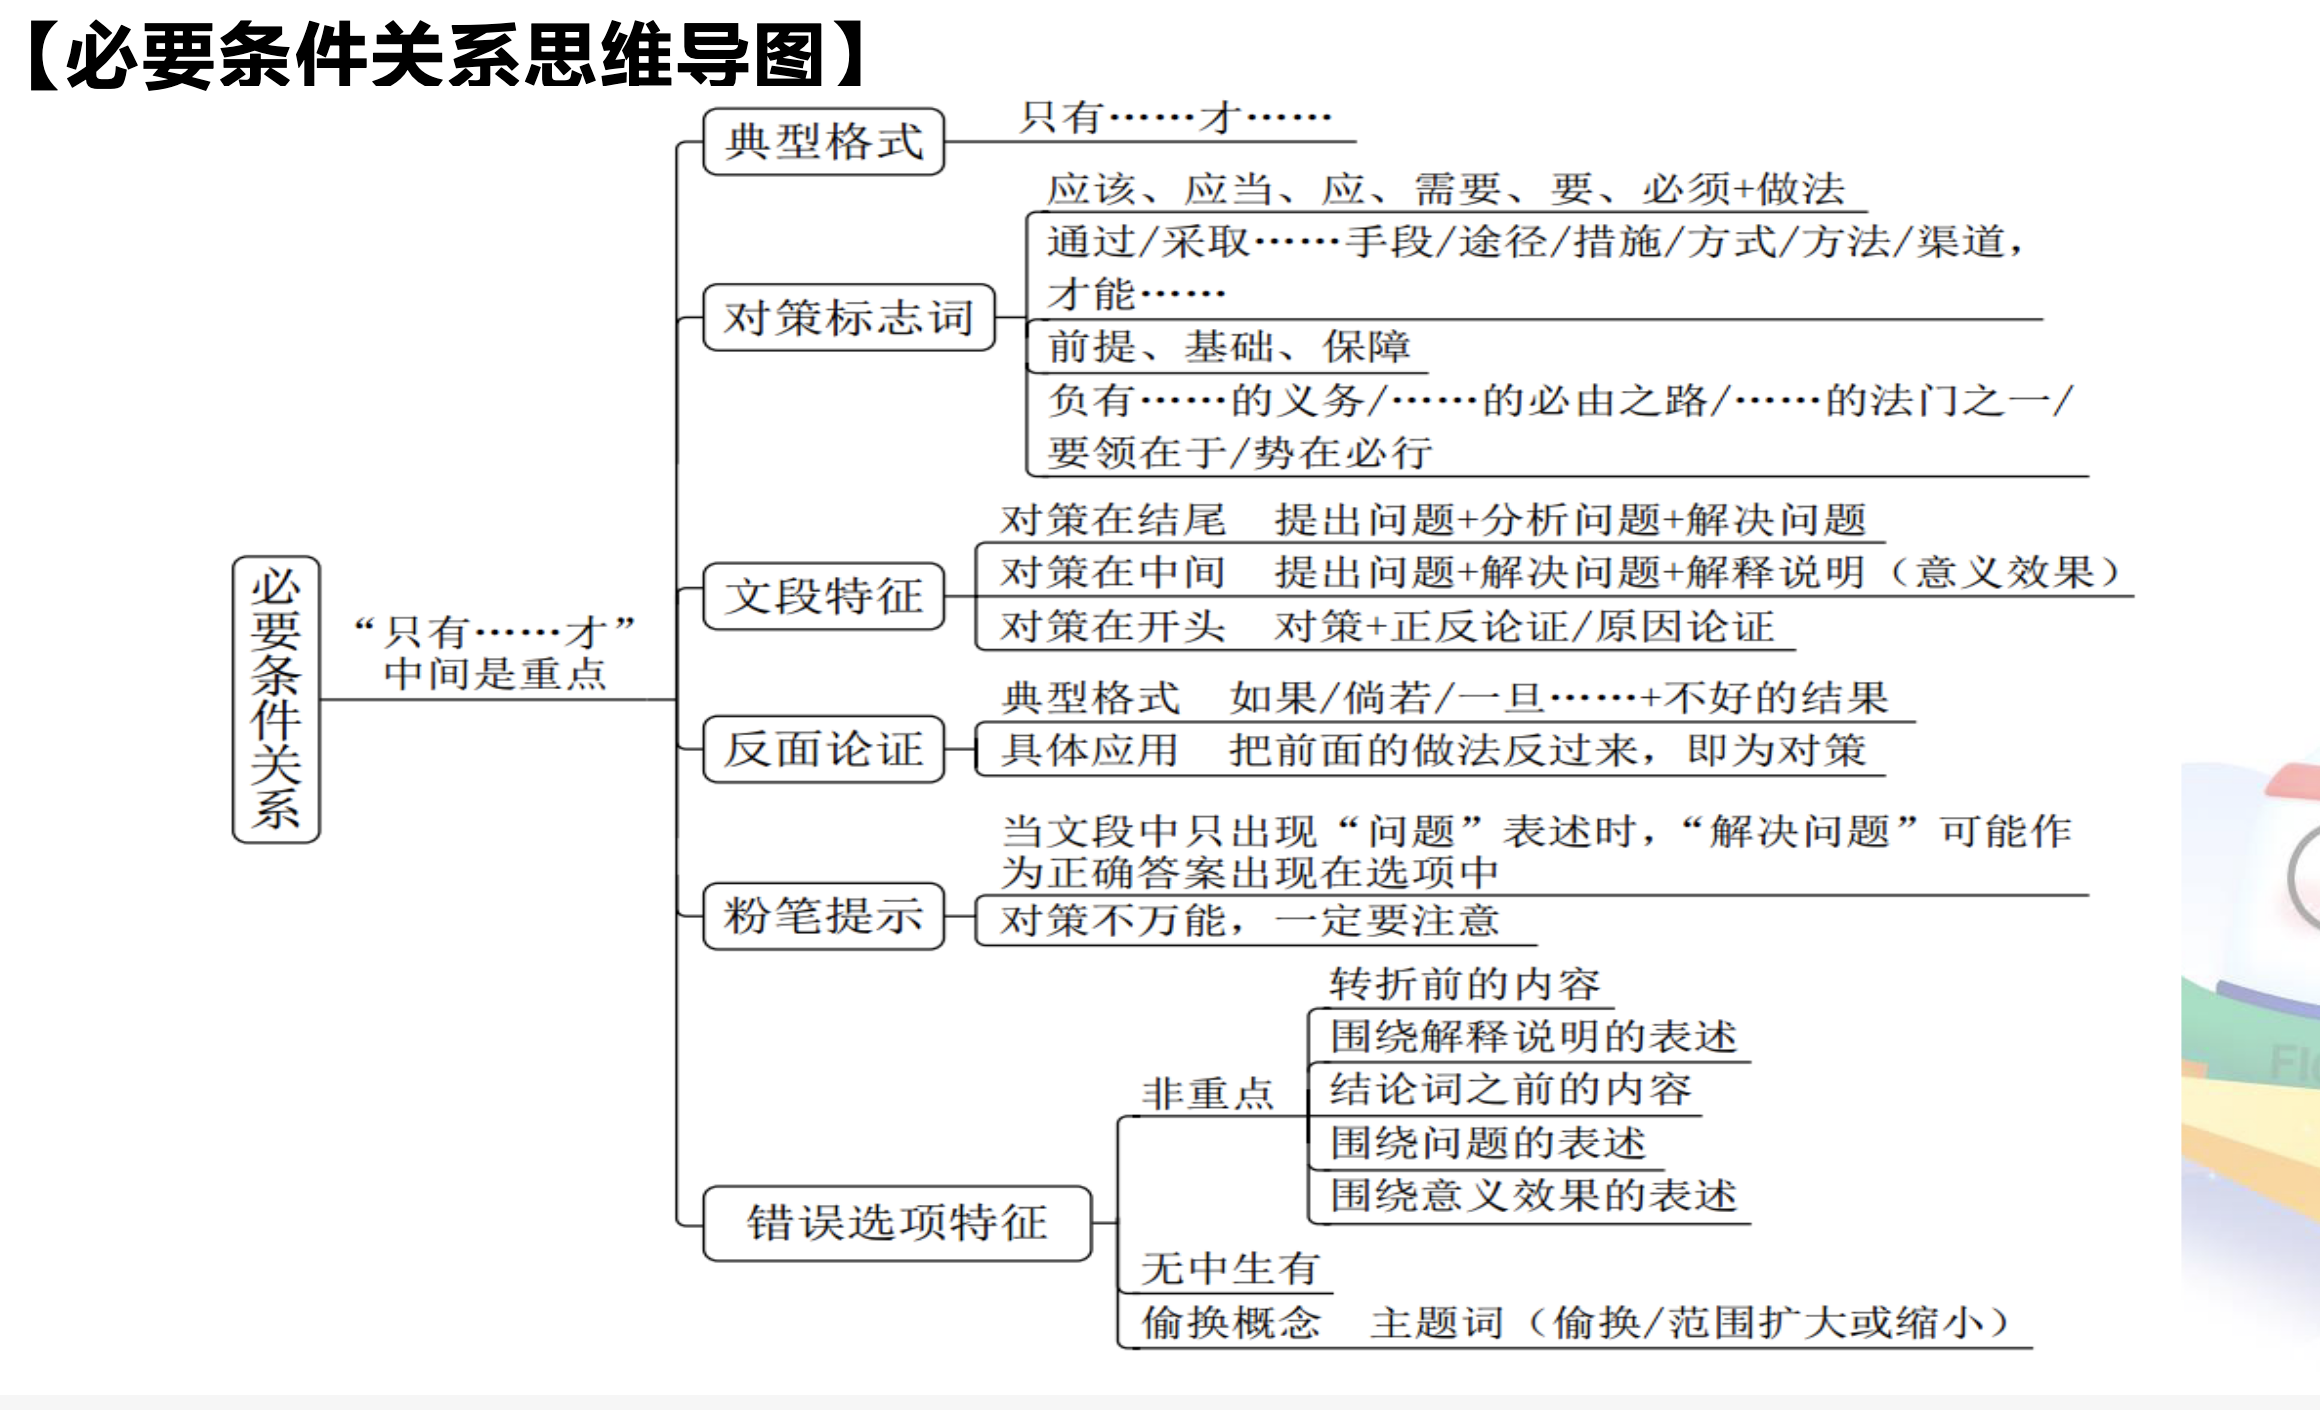 【必要条件关系思维导图】
典型格式
只有……才……
对策标志词
应该、应当、应、需要、要、必须+做法
通过/采取……手段/途径/措施/方式/方法/渠道，
才能……
前提、基础、保障
负有……的义务/……的必由之路/……的法门之一/
要领在于/势在必行
必要条件关系
“只有……才”
中间是重点
文段特征
对策在结尾 提出问题+分析问题+解决问题
对策在中间 提出问题+解决问题+解释说明（意义效果）
对策在开头 对策+正反论证/原因论证
反面论证
典型格式 如果/倘若/一旦……+不好的结果
具体应用 把前面的做法反过来，即为对策
粉笔提示
当文段中只出现“问题”表述时，“解决问题”可能作
为正确答案出现在选项中
对策不万能，一定要注意
错误选项特征
非重点
转折前的内容
围绕解释说明的表述
结论词之前的内容
围绕问题的表述
围绕意义效果的表述
无中生有
偷换概念 主题词（偷换/范围扩大或缩小）